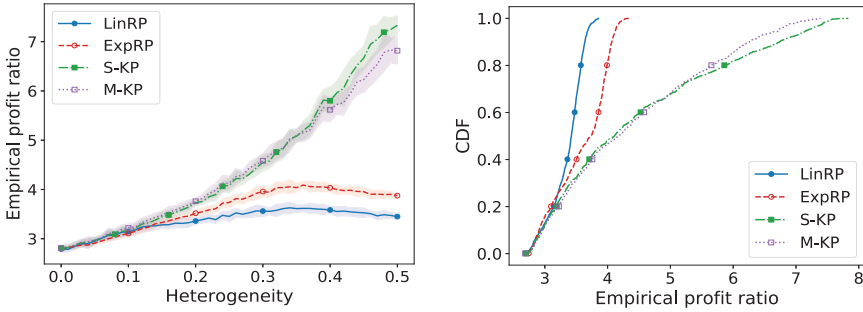 LinRP
ExpRP
S-KP
M-KP
7
6
5
4
3
Empirical profit ratio
0.0
0.1
0.2
0.3
0.4
0.5
Heterogeneity
1.0
0.8
0.6
0.4
0.2
0.0
CDF
LinRP
ExpRP
S-KP
M-KP
3
4
5
6
7
8
Empirical profit ratio